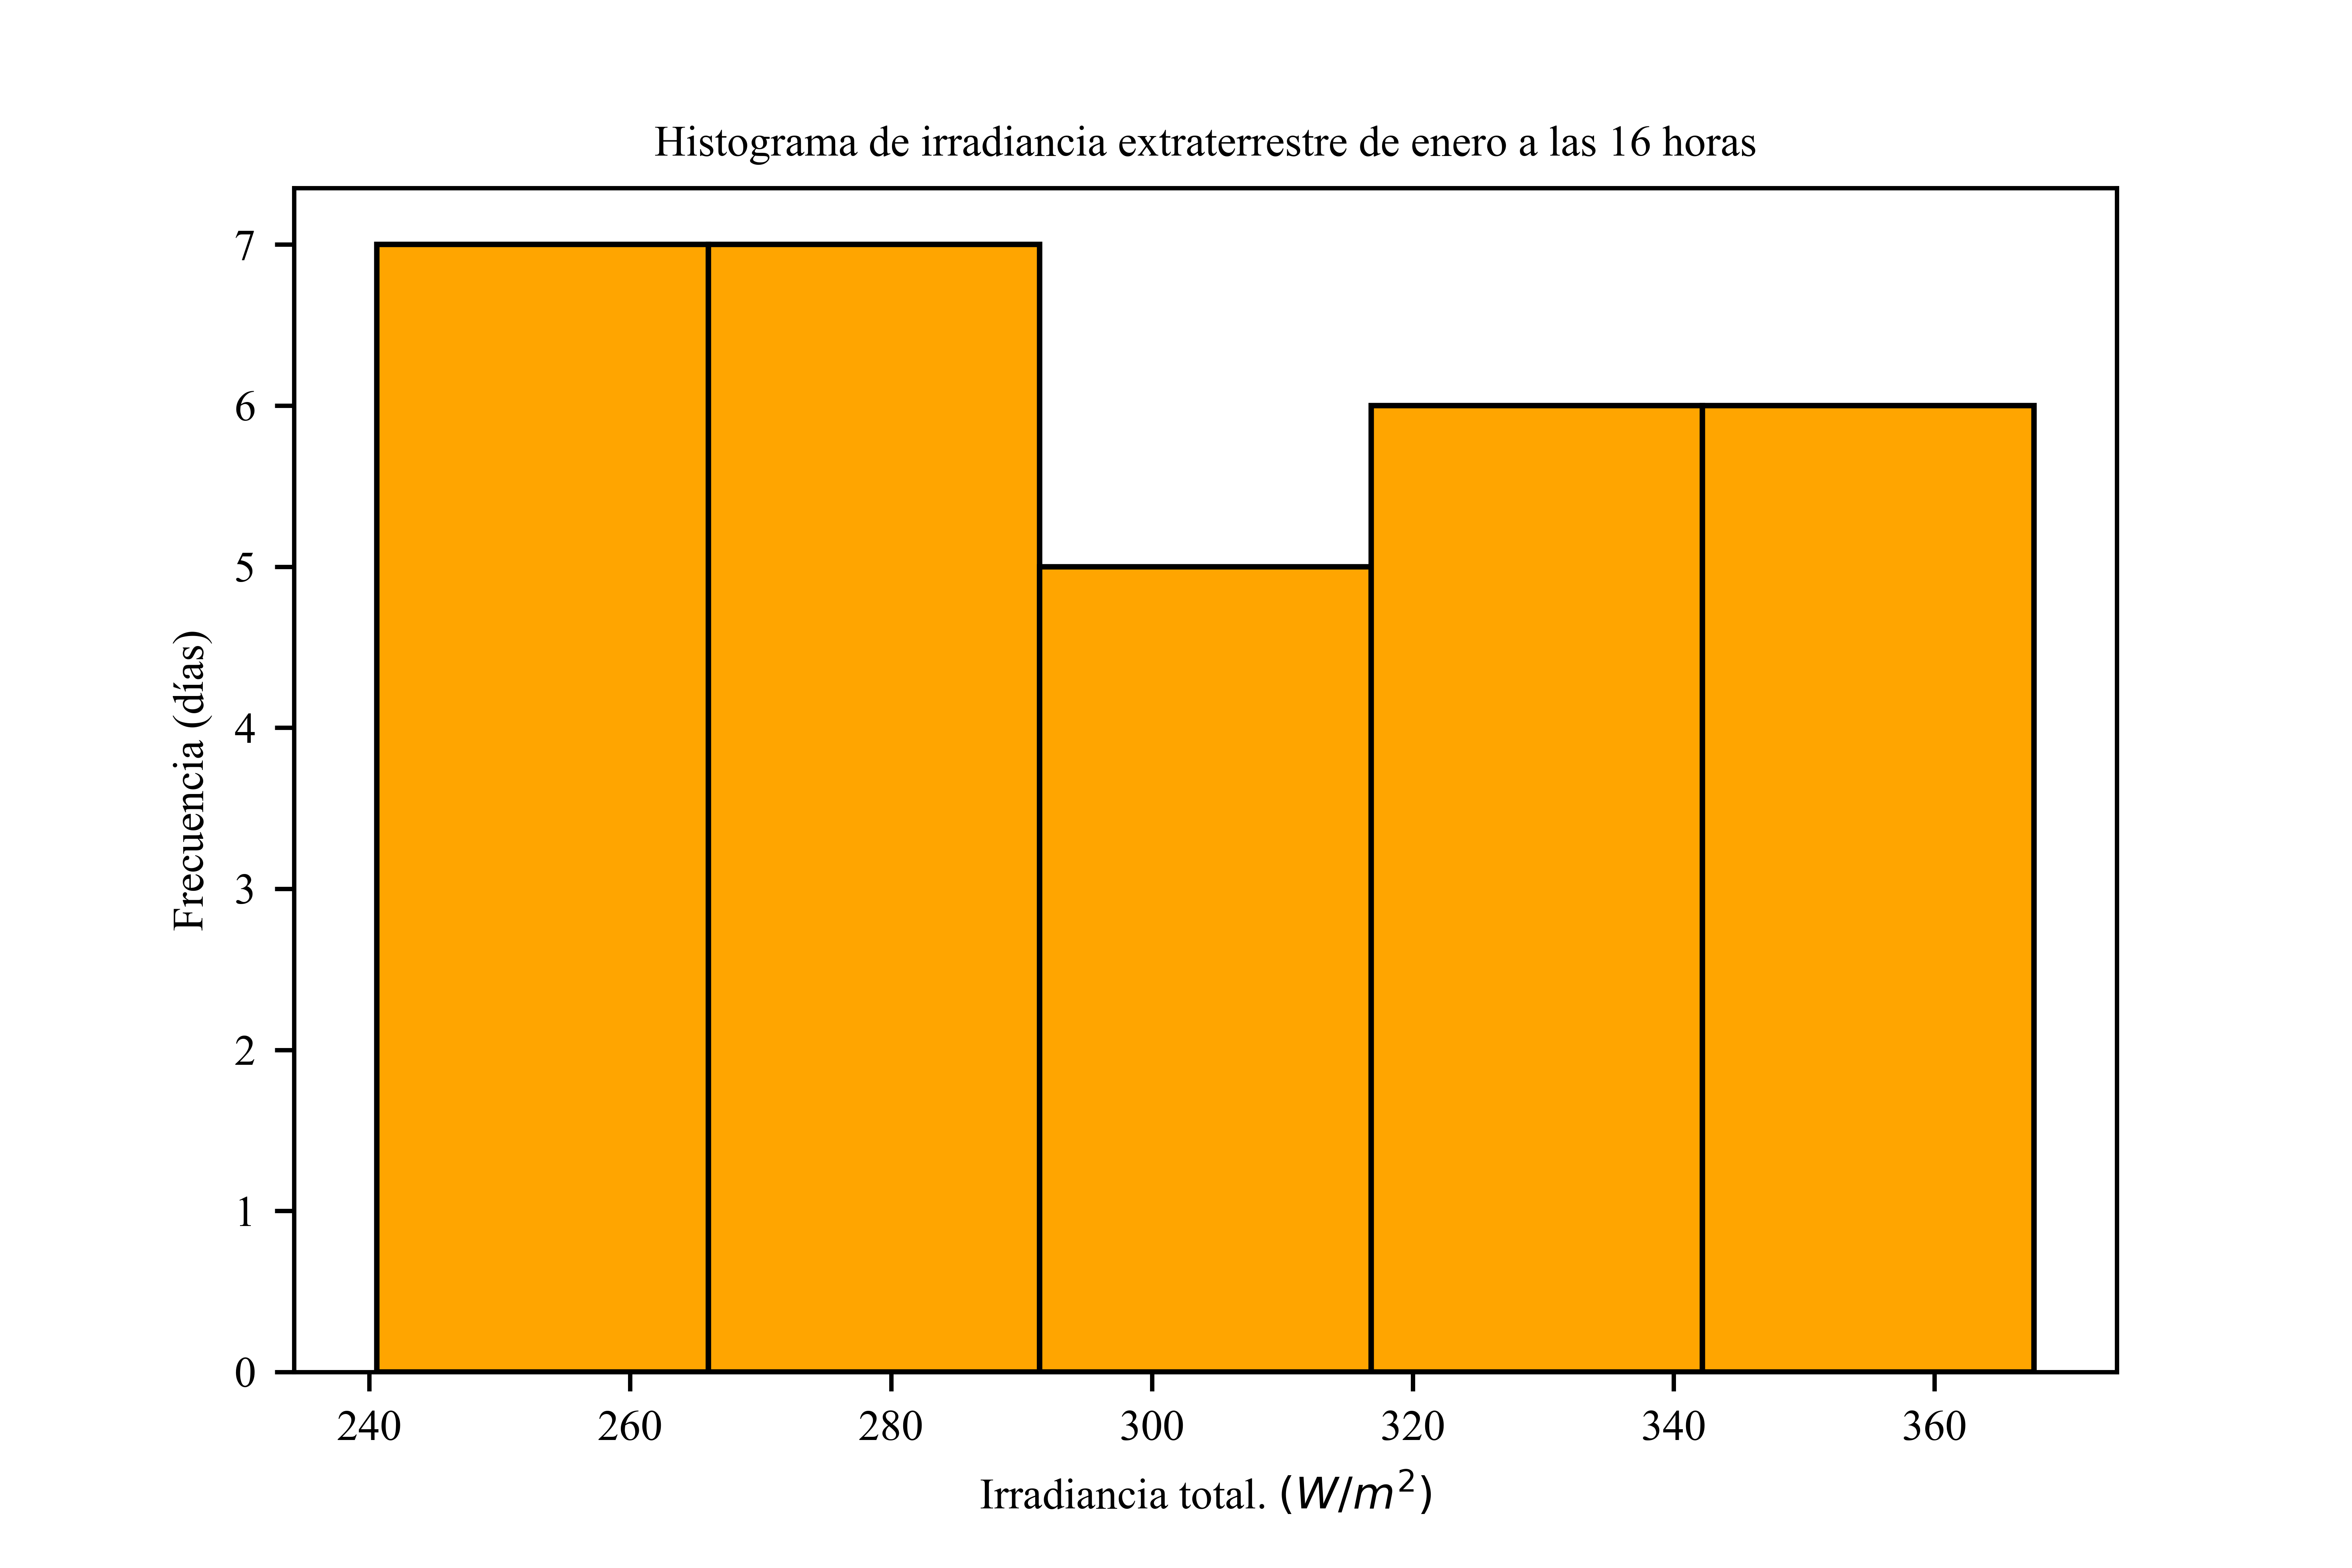 Histograma de irradiancia extraterrestre de enero a las 16 horas
7
6
5
4
3
2
1
0
Frecuencia (días)
240 260 280 300 320 340 360
Irradiancia total. (W/m²)